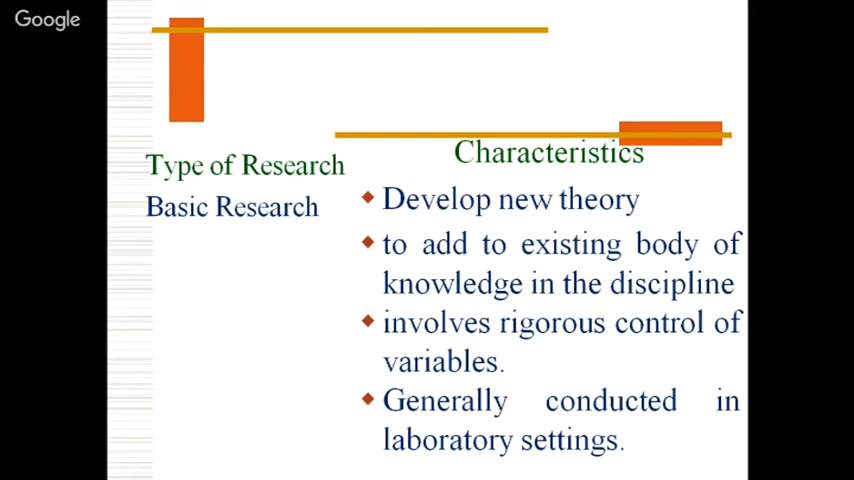 Google
Type of Research
Characteristics
Basic Research
Develop new theory
to add to existing body of
knowledge in the discipline
involves rigorous control of
variables.
Generally conducted in
laboratory settings.